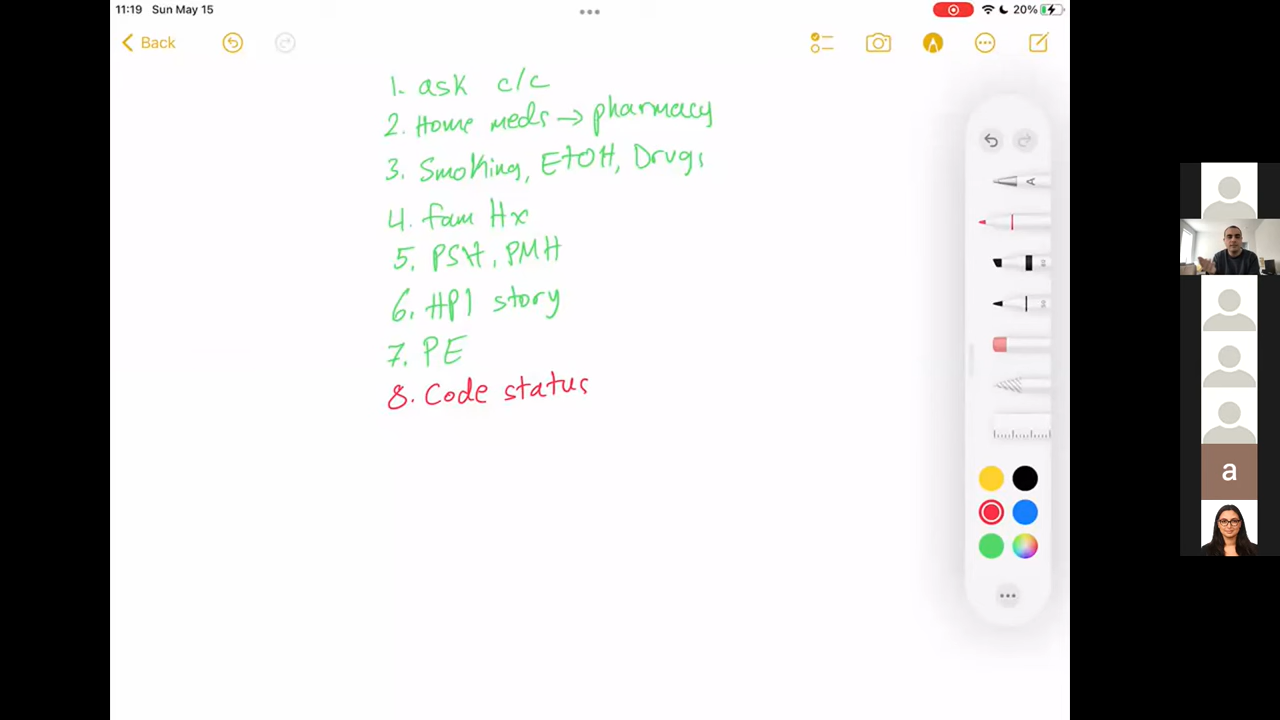 11:19 Sun May 15
20%
Back
1. ask c/c
2. Home meds → pharmacy
3. Smoking, EtOH, Drugs
4. fam Hx
5. PSH, PMH
6. HPI story
7. PE
8. Code status
A
a